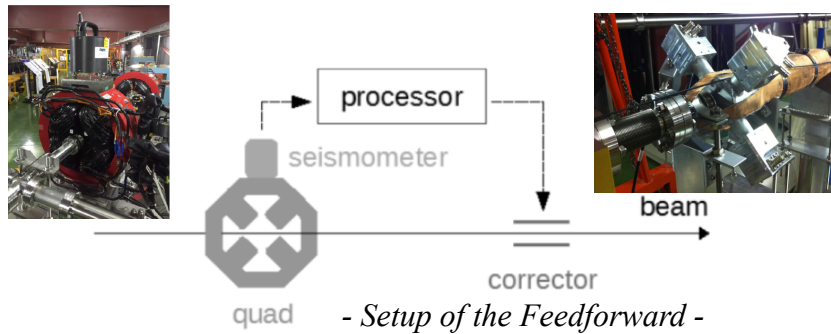 processor
seismometer
beam
corrector
quad
- Setup of the Feedforward -